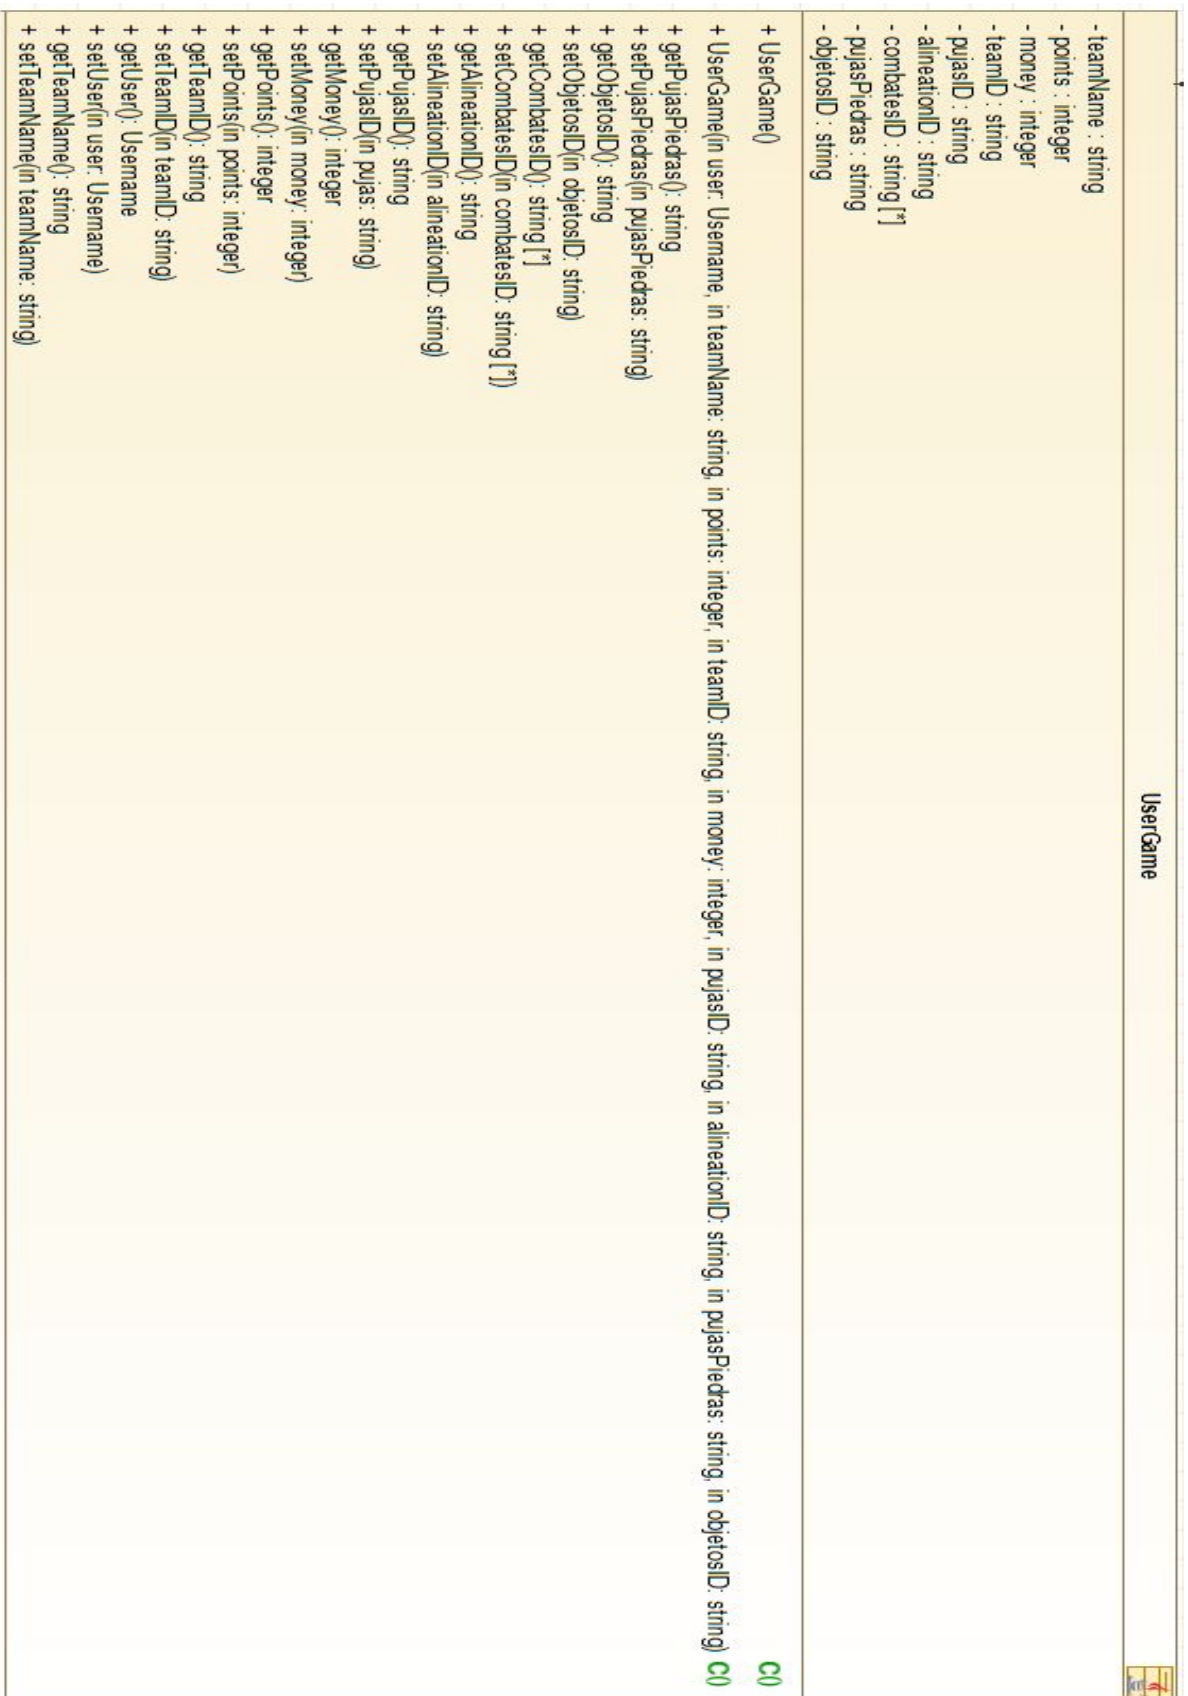 UserGame
- teamName : string
- points : integer
- money : integer
- teamID : string
- pujasID : string
- alineationID : string
- combatesID : string [*]
- pujasPiedras : string
- objetosID : string
+ UserGame() C()
+ UserGame(in user: Username, in teamName: string, in points: integer, in teamID: string, in money: integer, in pujasID: string, in alineationID: string, in pujasPiedras: string, in objetosID: string) C()
+ getPujasPiedras(): string
+ setPujasPiedras(in pujasPiedras: string)
+ getObjetosID(): string
+ setObjetosID(in objetosID: string)
+ getCombatesID(): string [*]
+ setCombatesID(in combatesID: string [*])
+ getAlineationID(): string
+ setAlineationID(in alineationID: string)
+ getPujasID(): string
+ setPujasID(in pujas: string)
+ getMoney(): integer
+ setMoney(in money: integer)
+ getPoints(): integer
+ setPoints(in points: integer)
+ getTeamID(): string
+ setTeamID(in teamID: string)
+ getUser(): Username
+ setUser(in user: Username)
+ getTeamName(): string
+ setTeamName(in teamName: string)